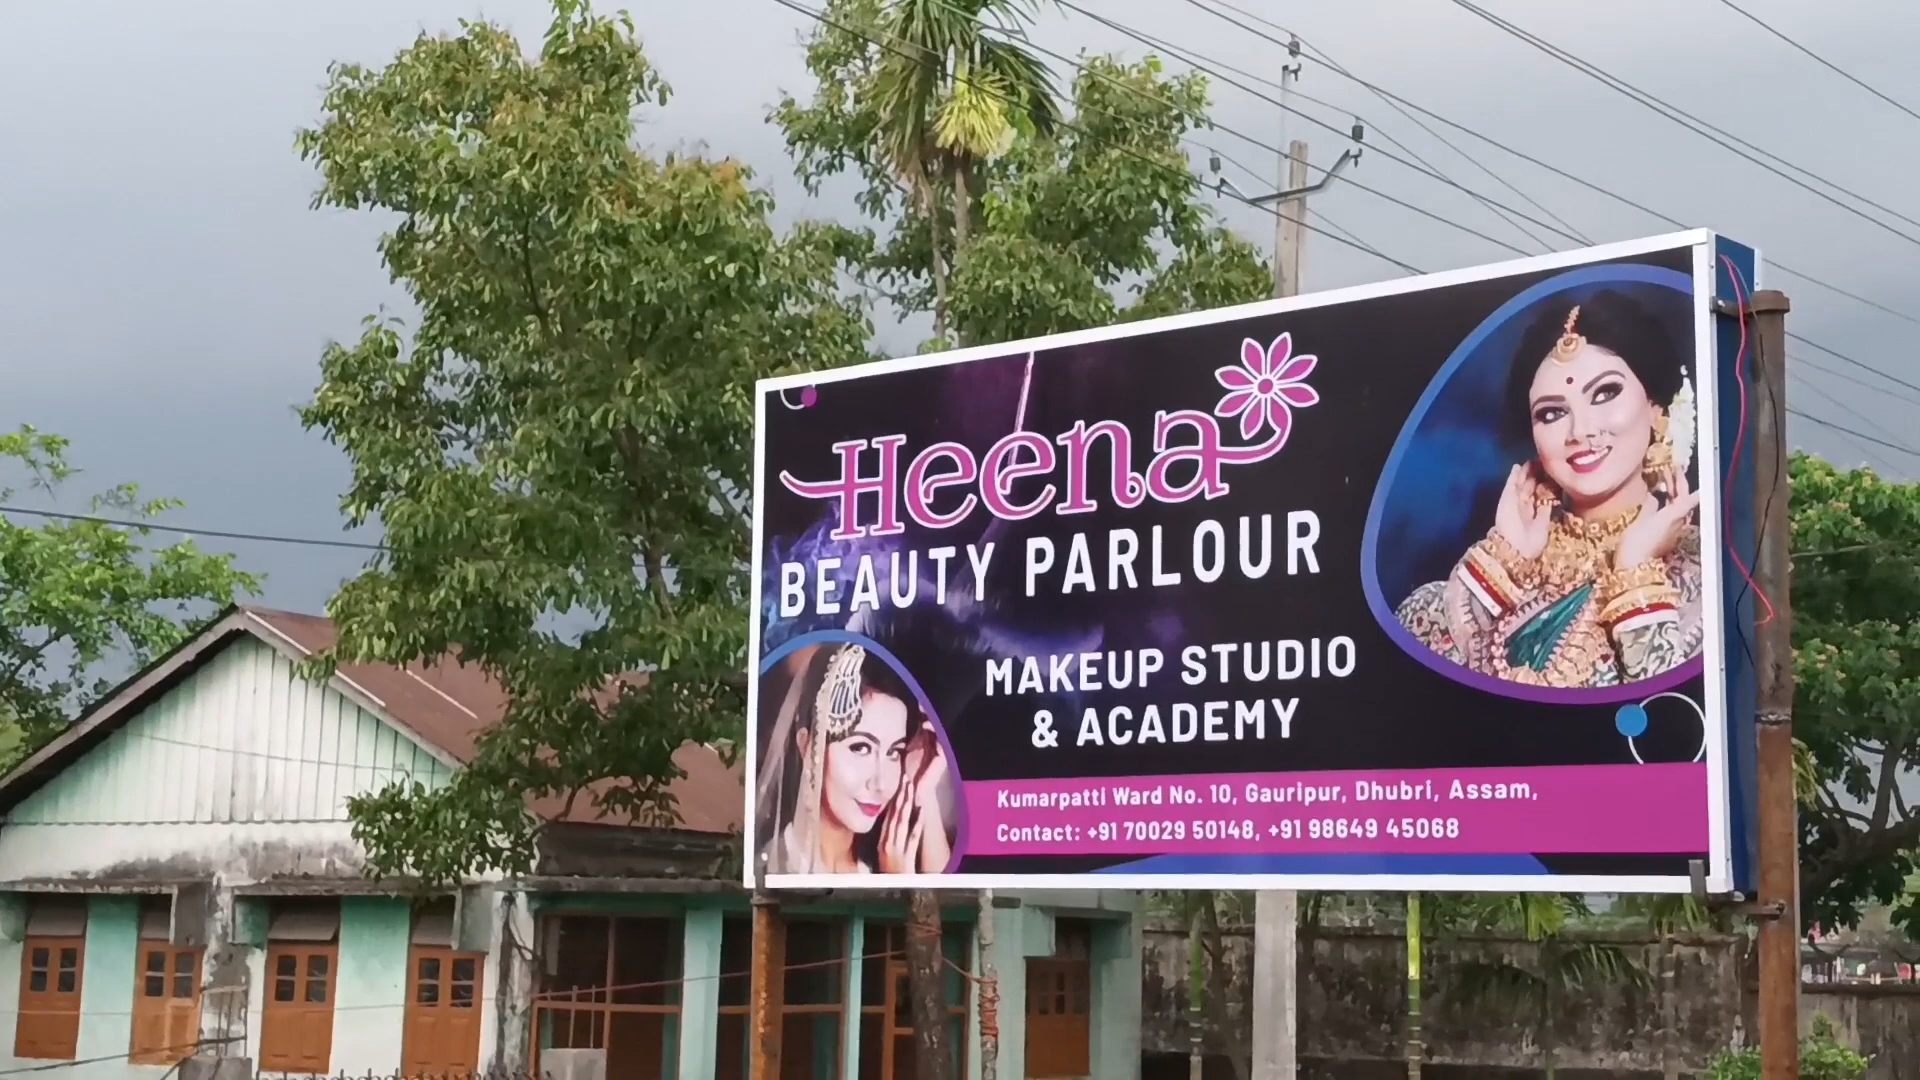 Heena
BEAUTY PARLOUR
MAKEUP STUDIO
& ACADEMY
Kumarpatti Ward No. 10, Gauripur, Dhubri, Assam,
Contact: +91 70029 50148, +91 98649 45068